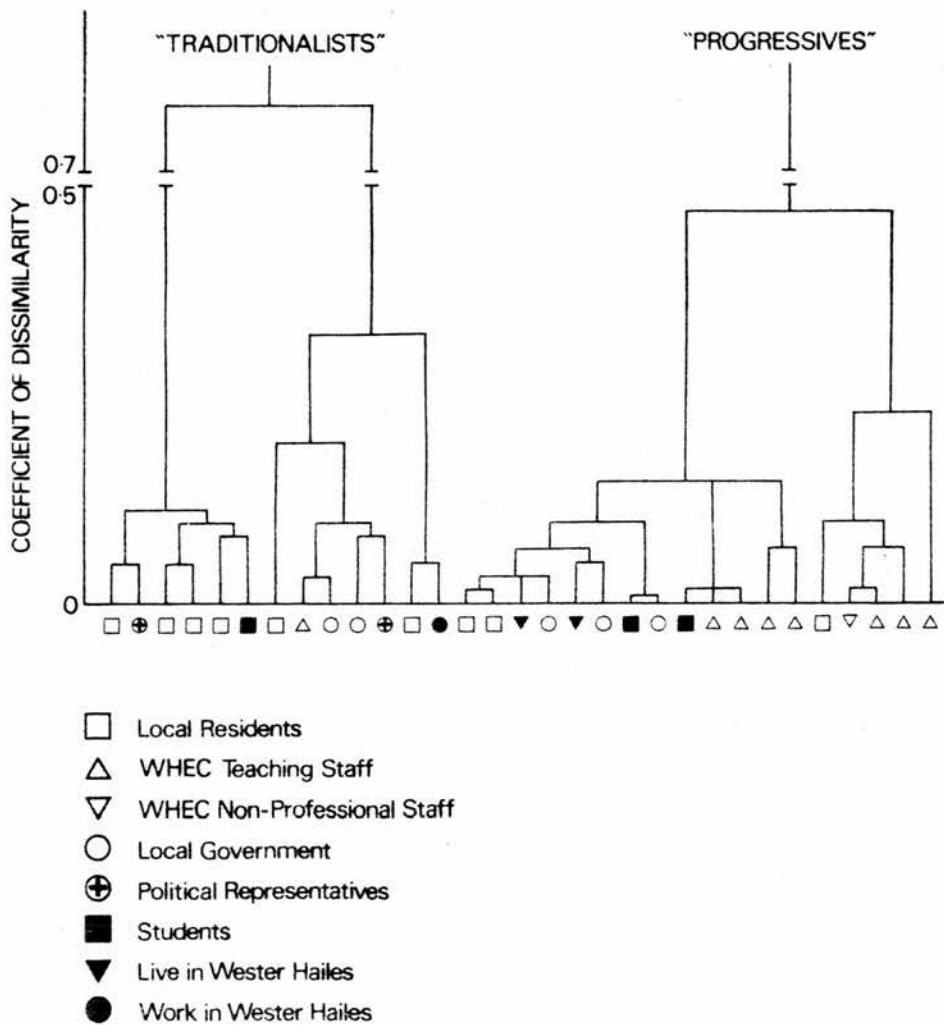 "TRADITIONALISTS" "PROGRESSIVES"
0·7
0·5
COEFFICIENT OF DISSIMILARITY
0
Local Residents
WHEC Teaching Staff
WHEC Non-Professional Staff
Local Government
Political Representatives
Students
Live in Wester Hailes
Work in Wester Hailes